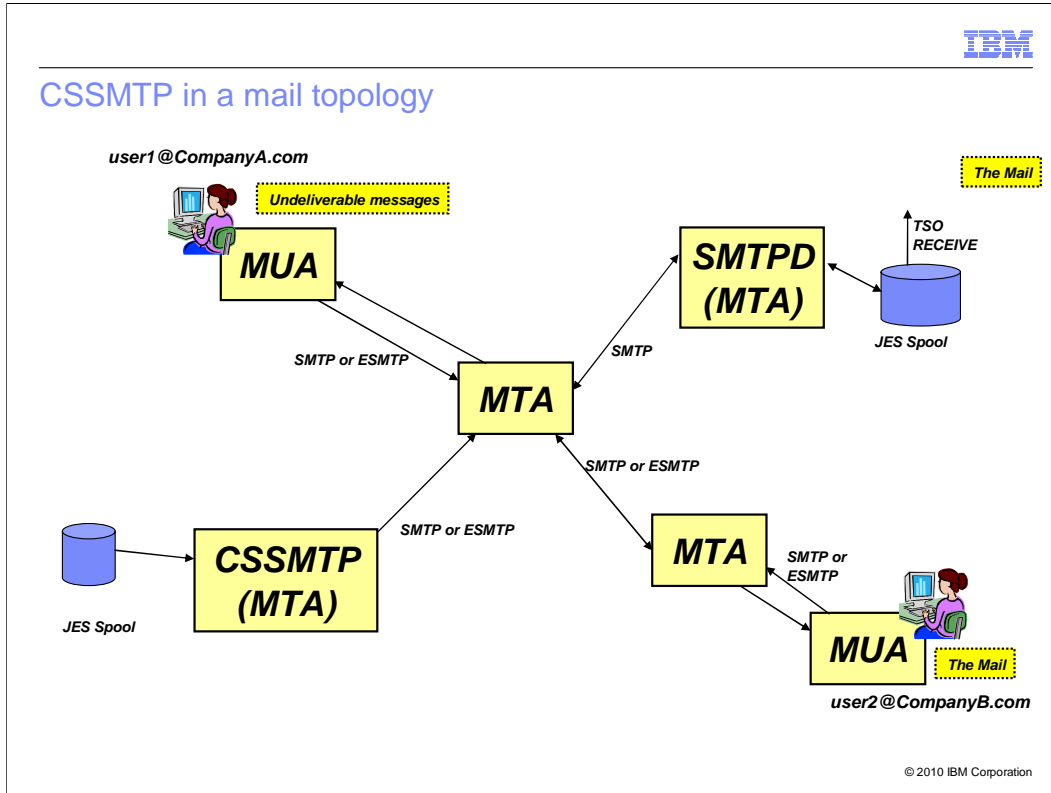 IBM
CSSMTP in a mail topology
user1@CompanyA.com
The Mail
Undeliverable messages
TSO
RECEIVE
MUA
SMTPD
(MTA)
JES Spool
SMTP
SMTP or ESMTP
MTA
SMTP or ESMTP
SMTP or ESMTP
CSSMTP
(MTA)
JES Spool
MTA
SMTP or
ESMTP
MUA
The Mail
user2@CompanyB.com
© 2010 IBM Corporation